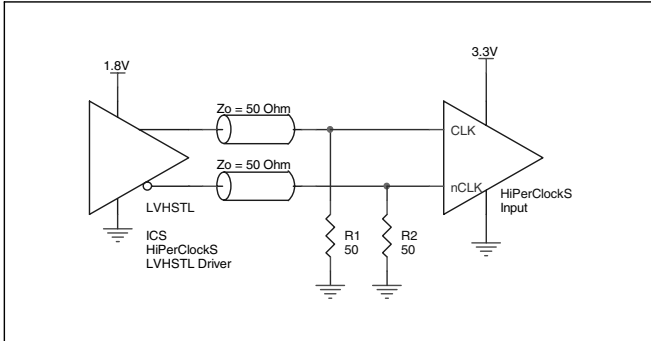 1.8V
3.3V
Zo = 50 Ohm
CLK
Zo = 50 Ohm
nCLK
HiPerClockS
Input
LVHSTL
ICS
HiPerClockS
LVHSTL Driver
R1
50
R2
50